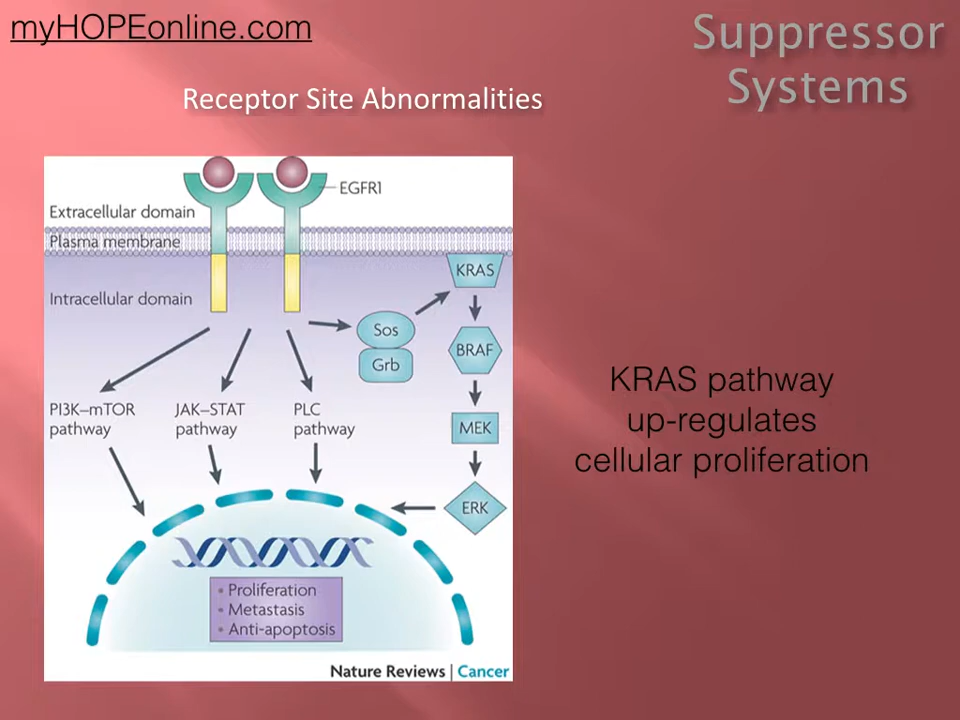 myHOPEonline.com
Suppressor
Systems
Receptor Site Abnormalities
EGFR1
Extracellular domain
Plasma membrane
KRAS
Intracellular domain
Sos
BRAF
Grb
PI3K–mTOR
pathway
JAK–STAT
pathway
PLC
pathway
MEK
ERK
• Proliferation
• Metastasis
• Anti-apoptosis
Nature Reviews | Cancer
KRAS pathway
up-regulates
cellular proliferation